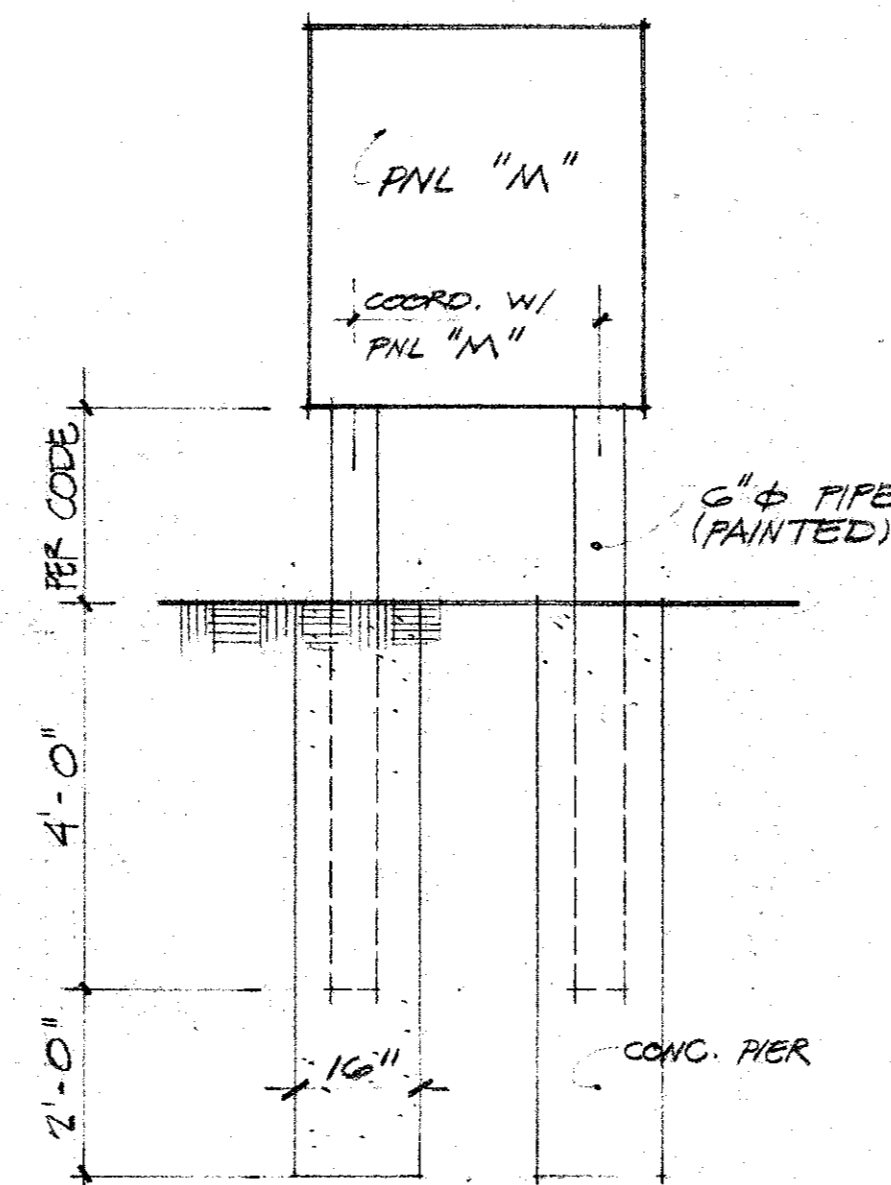 PNL "M"
COORD. W/
PNL "M"
PER CODE
6" ϕ PIPE
(PAINTED)
4'-0"
2'-0"
16"
CONC. PIER